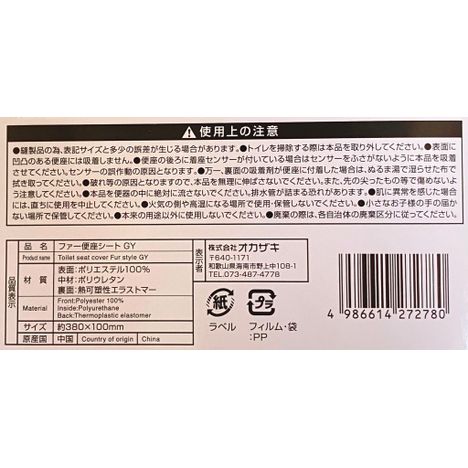 ⚠使用上の注意
●縫製品の為、表記サイズと多少の誤差が生じる場合があります。●トイレを掃除する際は本品を取り外してください。●表面に
凹凸のある便座には吸着しません。●便座の後ろに着座センサーが付いている場合はセンサーをふさがないように本品を吸着
させてください。センサーの誤作動の原因となります。●万一、裏面の吸着剤が便座に付着した場合は、ぬるま湯で湿らせた布で
拭き取ってください。●破れ等の原因となりますので、本品を無理に伸ばさないでください。また、先の尖ったもの等で傷めないよ
う注意してください。●本品をトイレに流さないでください。排水管が詰まる恐れがあります。●肌に異常を感じた場合
は、直ちに使用を中止してください。●火気の側や高温になる場所で使用・保管しないでください。●小さなお子様の手の届か
ない場所で保管してください。●本来の用途以外に使用しないでください。●廃棄の際は、各自治体の廃棄区分に従ってください。
品質表示
品名 Product name
ファー便座シート GY
Toilet seat cover Fur style GY
材質 Material
表面：ポリエステル100%
中材：ポリウレタン
裏面：熱可塑性エラストマー
Front:Polyester 100%
Inside:Polyurethane
Back:Thermoplastic elastomer
サイズ 約380×100mm
原産国 中国 Country of origin China
表示者
株式会社 オカザキ
〒640-1171
和歌山県海南市野上中108-1
TEL.073-487-4778
紙
ラベル
プラ
フィルム・袋
:PP
4 986614 272780